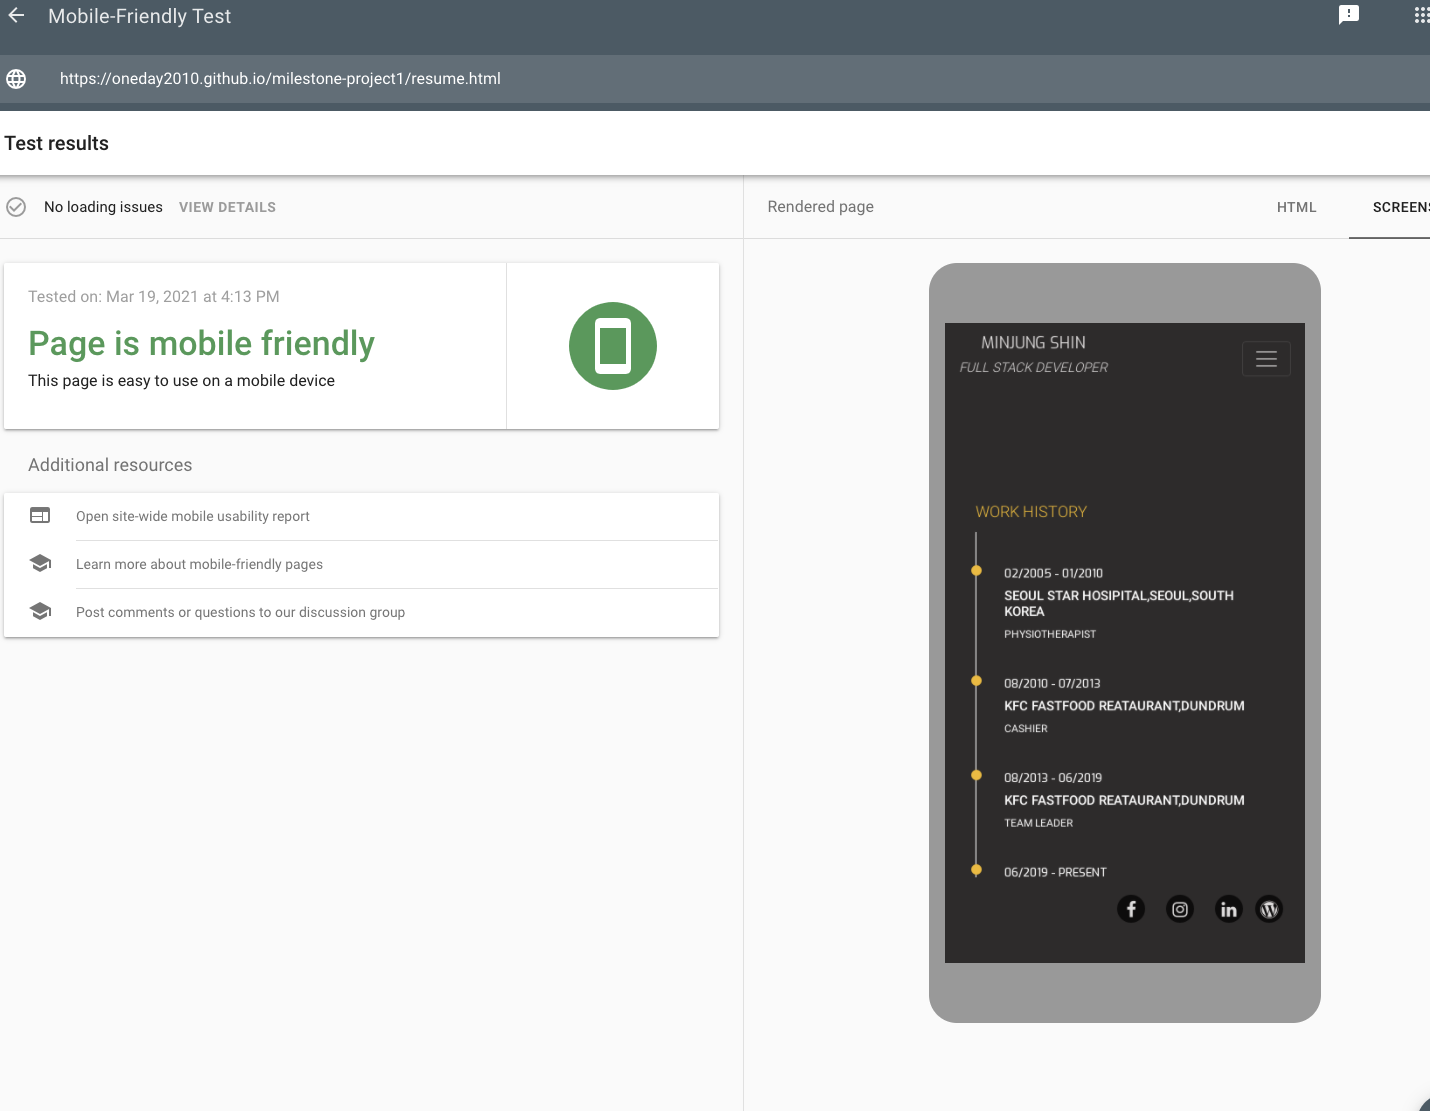 Mobile-Friendly Test
https://oneday2010.github.io/milestone-project1/resume.html
Test results
No loading issues VIEW DETAILS
Rendered page HTML SCREENS
Tested on: Mar 19, 2021 at 4:13 PM
Page is mobile friendly
This page is easy to use on a mobile device
Additional resources
Open site-wide mobile usability report
Learn more about mobile-friendly pages
Post comments or questions to our discussion group
MINJUNG SHIN
FULL STACK DEVELOPER
WORK HISTORY
02/2005 - 01/2010
SEOUL STAR HOSIPITAL,SEOUL,SOUTH
KOREA
PHYSIOTHERAPIST
08/2010 - 07/2013
KFC FASTFOOD REATAURANT,DUNDRUM
CASHIER
08/2013 - 06/2019
KFC FASTFOOD REATAURANT,DUNDRUM
TEAM LEADER
06/2019 - PRESENT